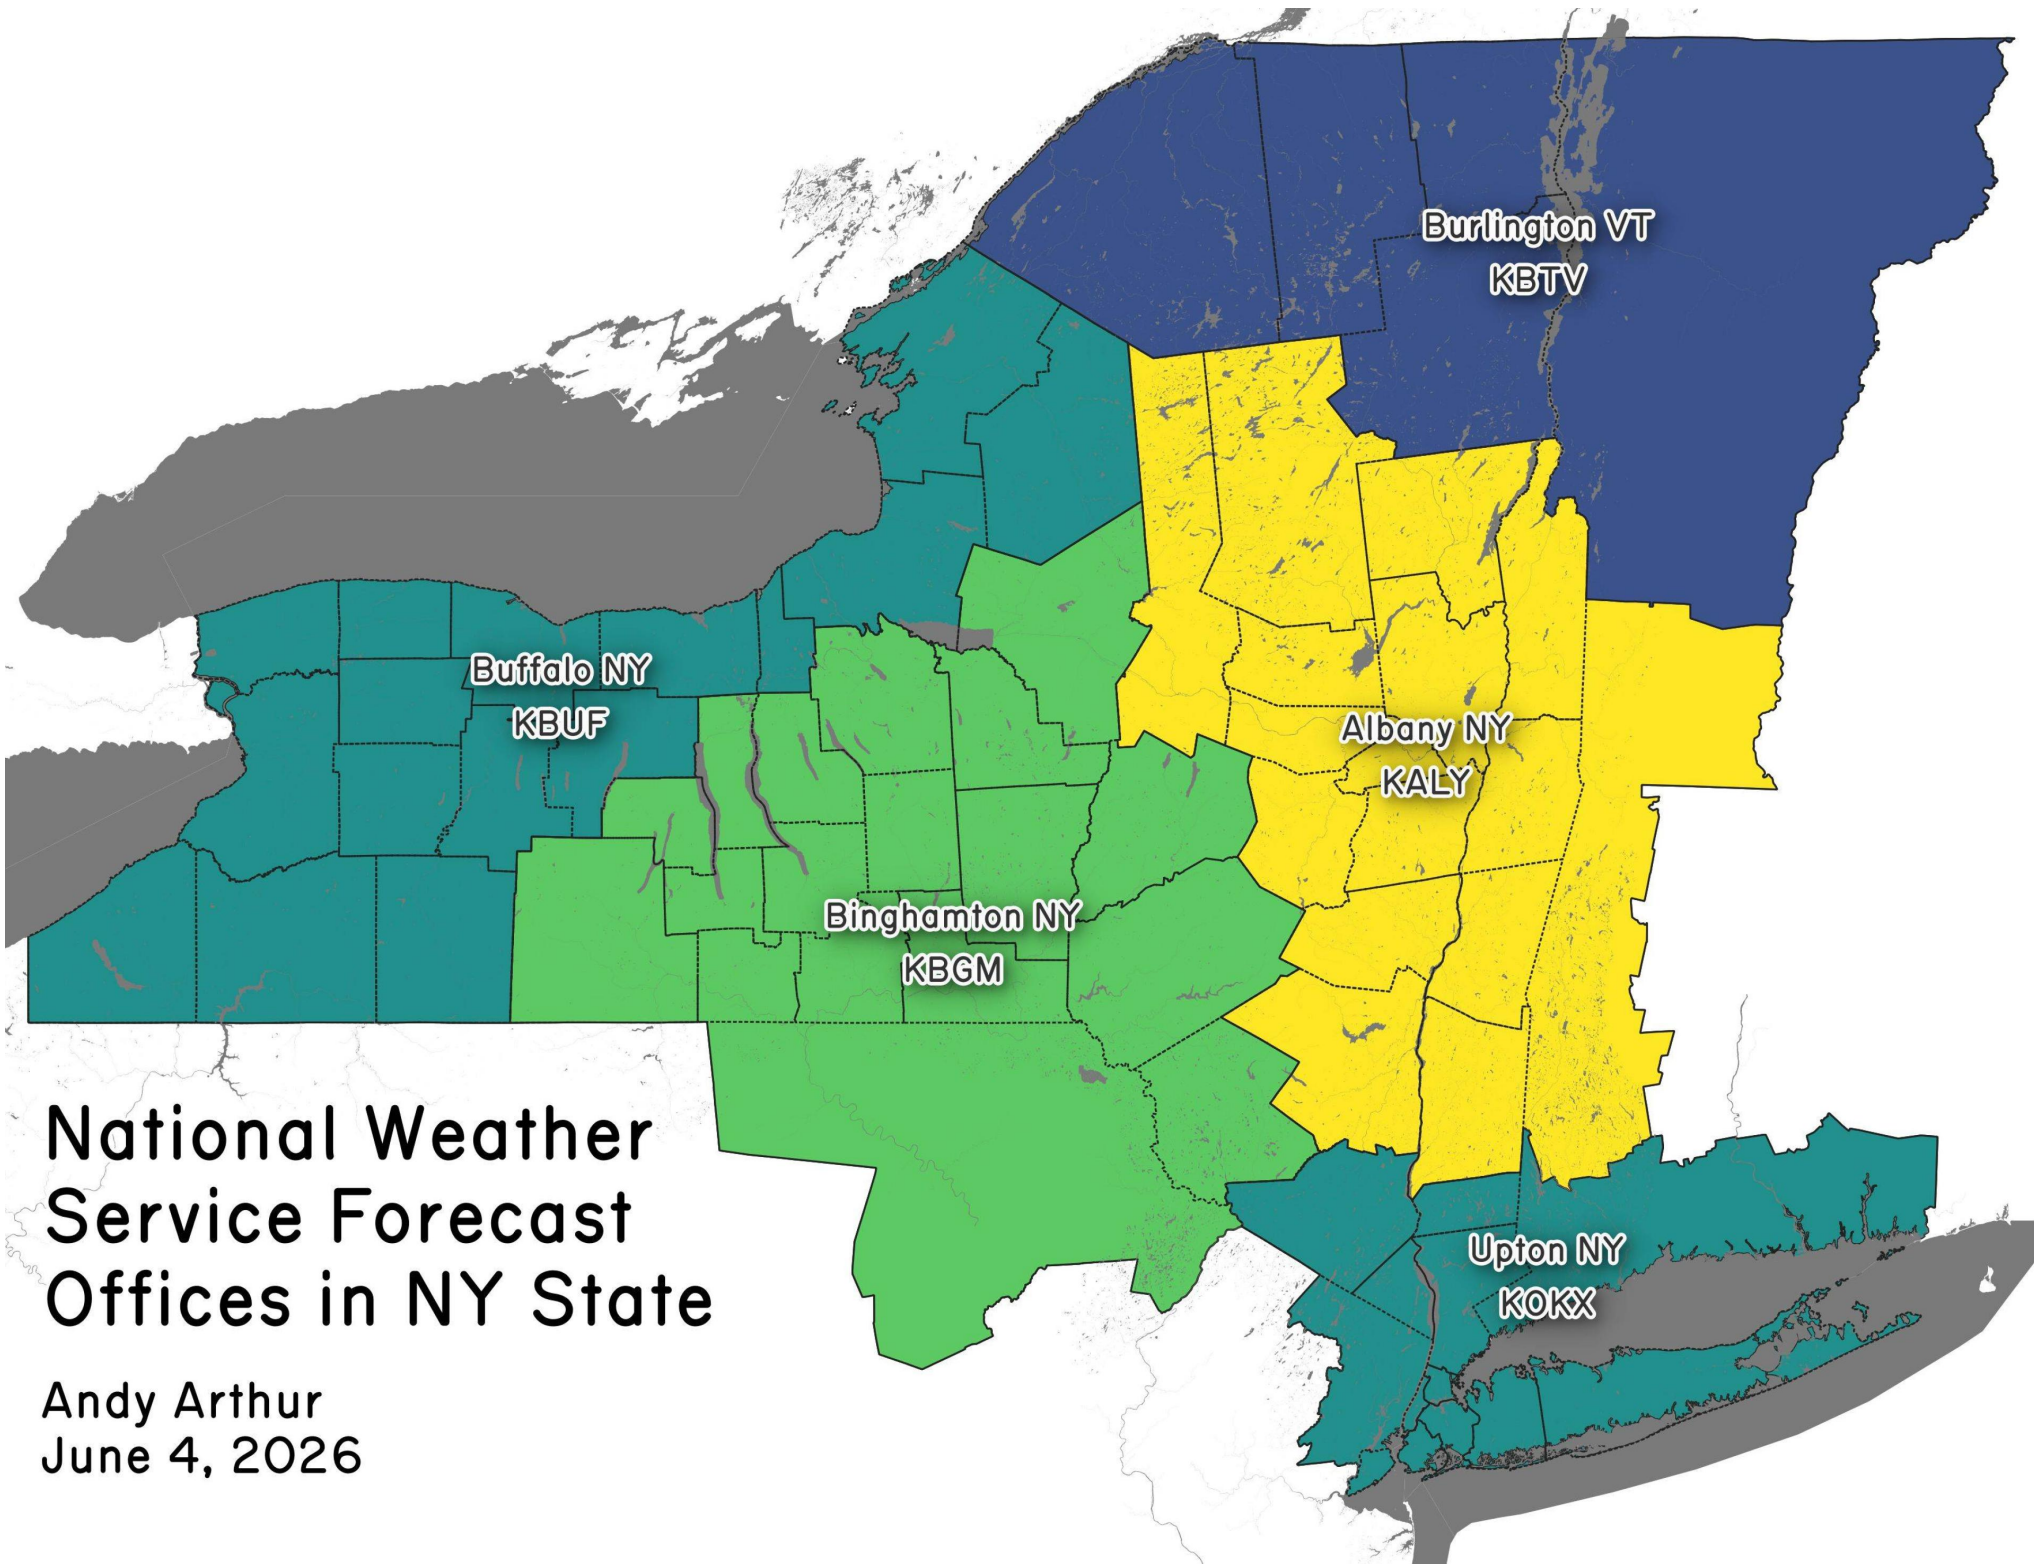 Burlington VT
KBTV
Buffalo NY
KBUF
Albany NY
KALY
Binghamton NY
KBGM
Upton NY
KOKX
National Weather
Service Forecast
Offices in NY State
Andy Arthur
June 4, 2026